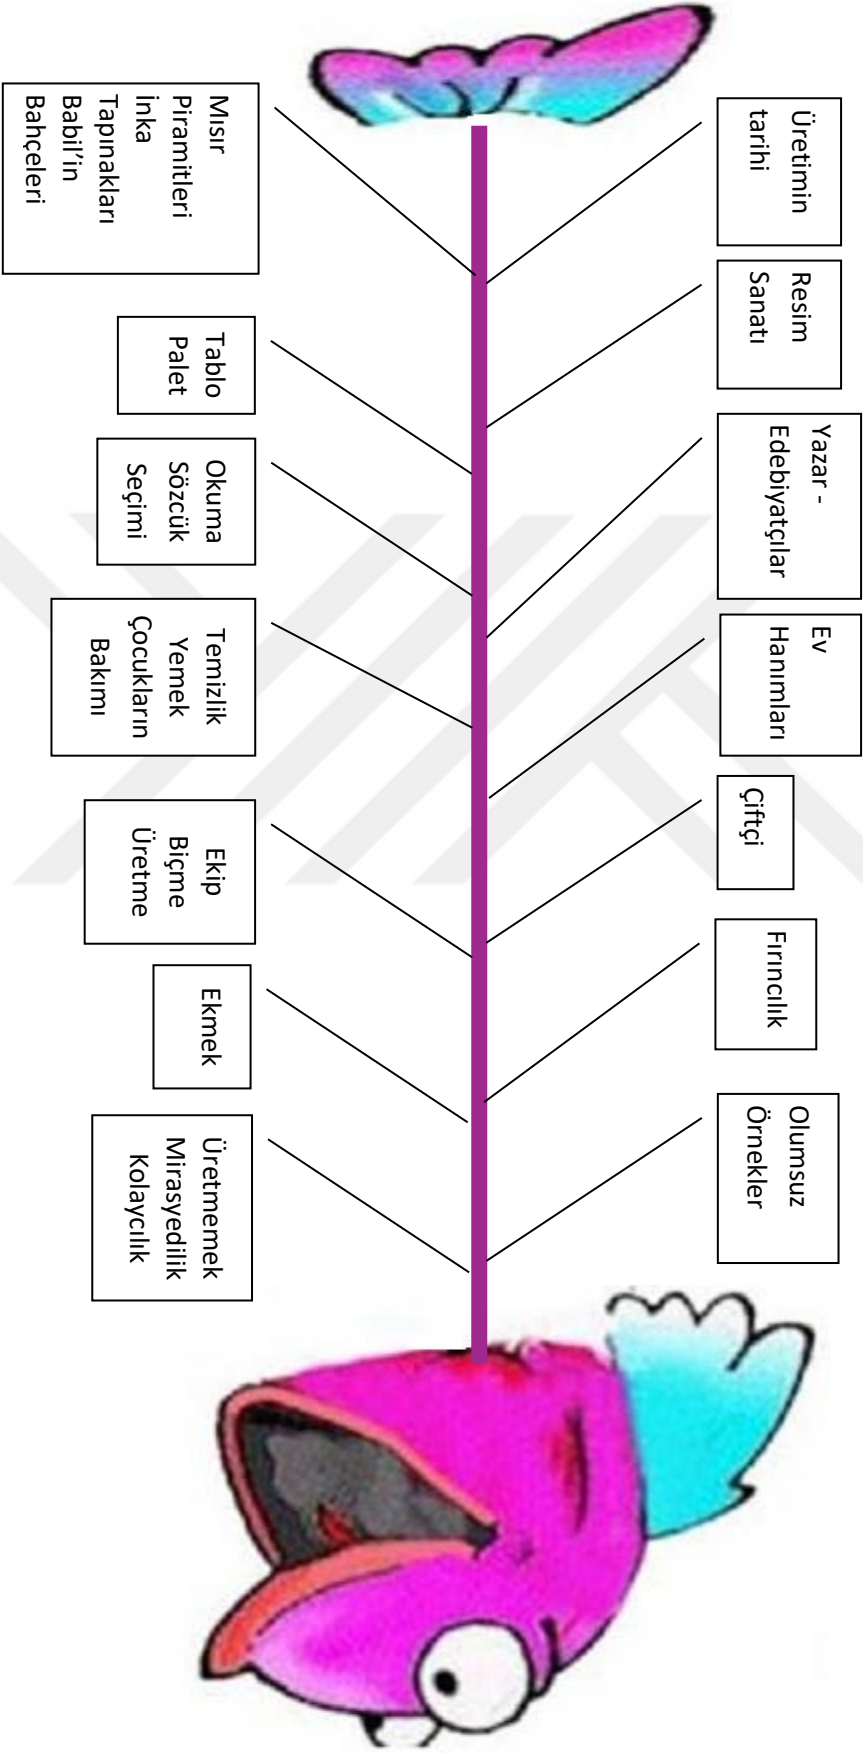 Üretimin
tarihi
Resim
Sanatı
Yazar -
Edebiyatçılar
Ev
Hanımları
Çiftçi
Fırıncılık
Olumsuz
Örnekler
Mısır
Piramitleri
İnka
Tapınakları
Babil’in
Bahçeleri
Tablo
Palet
Okuma
Sözcük
Seçimi
Temizlik
Yemek
Çocukların
Bakımı
Ekip
Biçme
Üretme
Ekmek
Üretmemek
Mirasyedilik
Kolaycılık